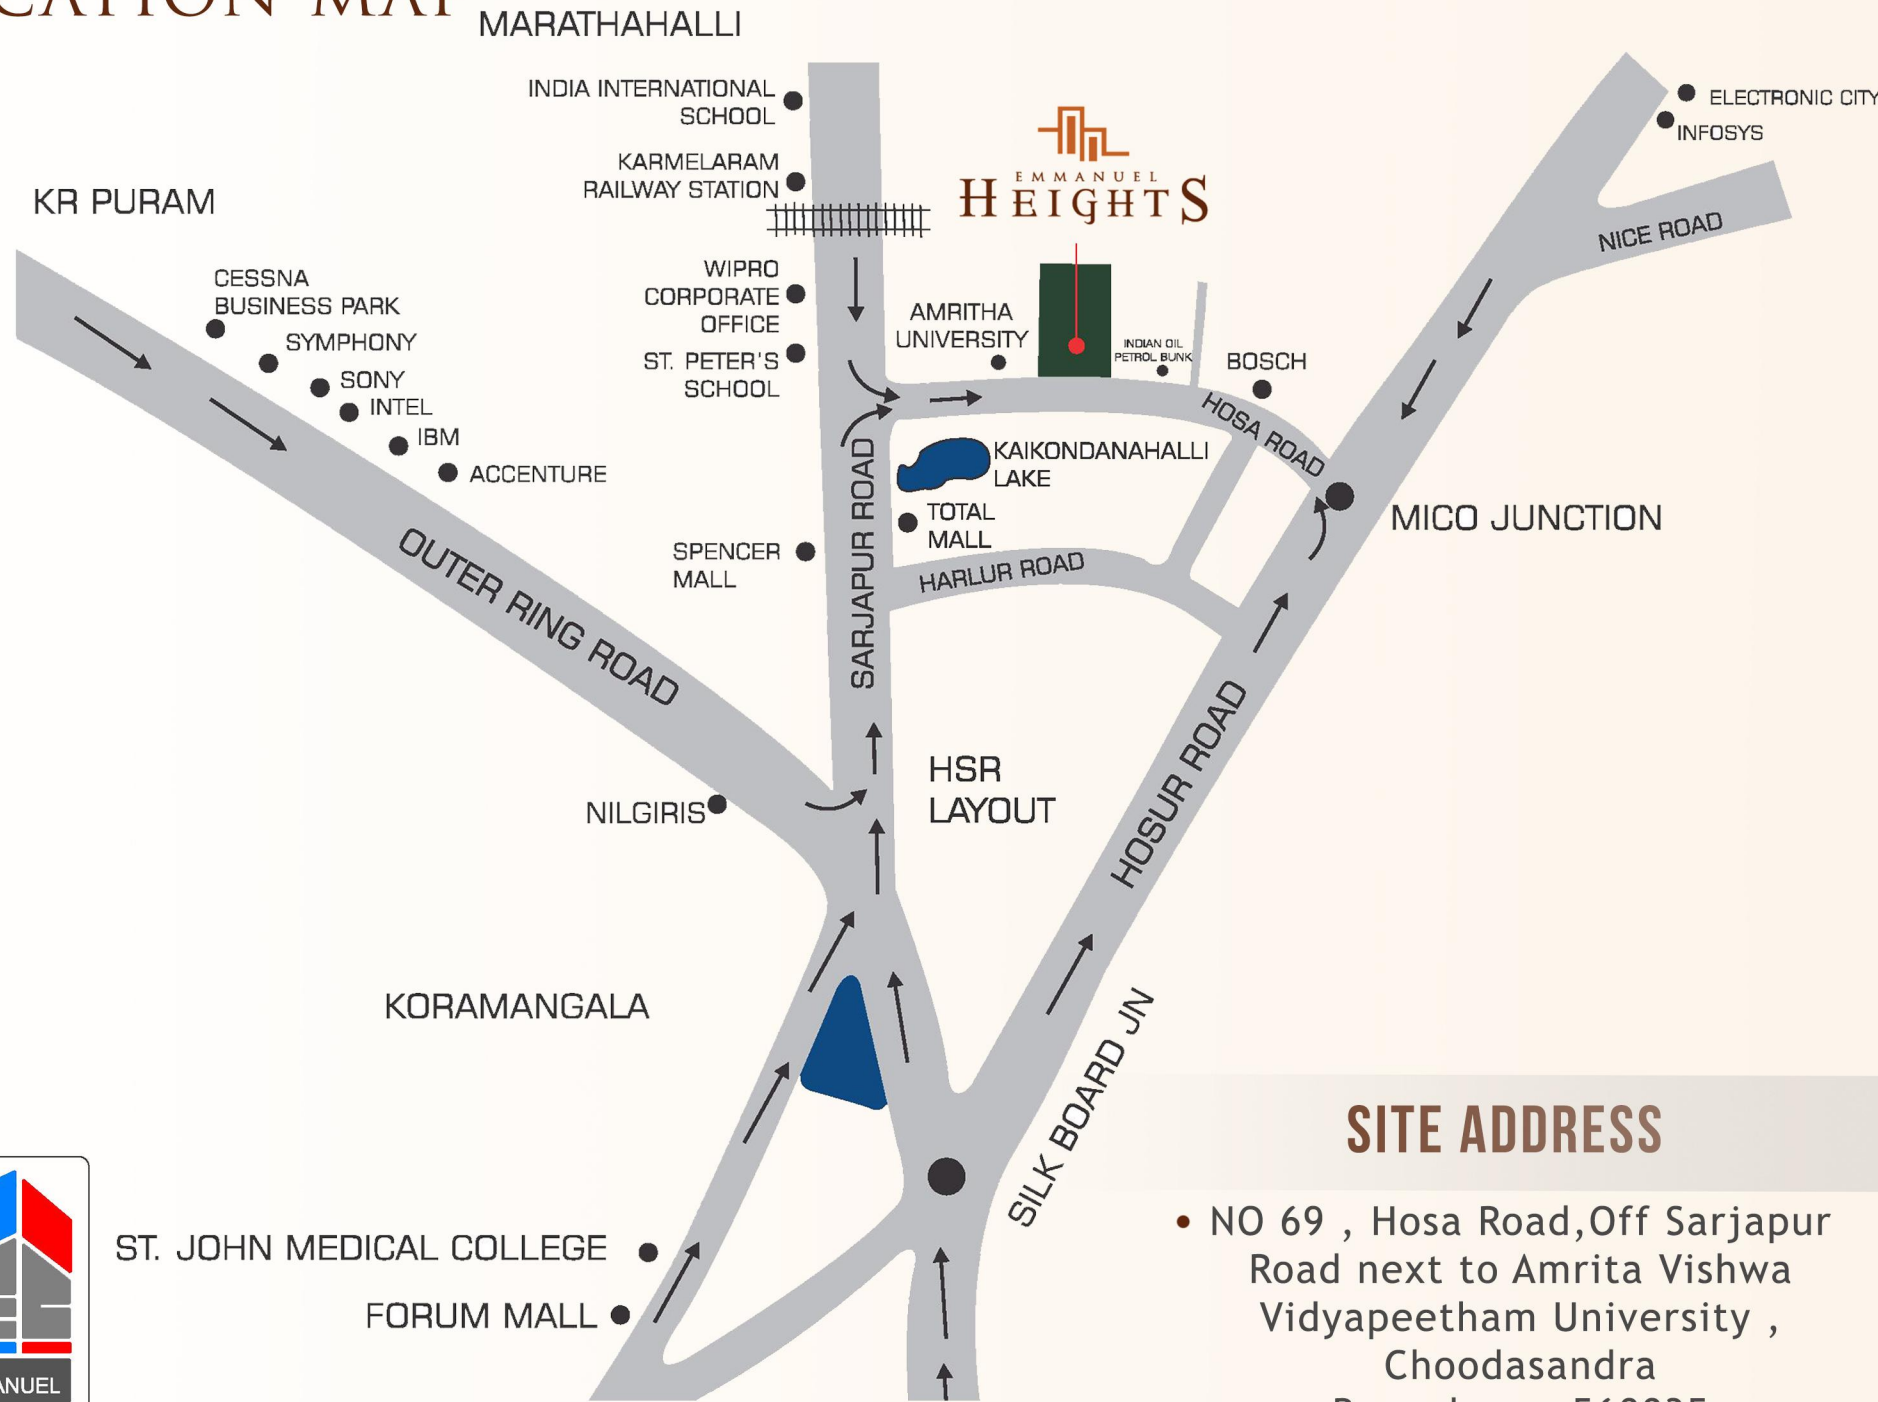 MARATHAHALLI
INDIA INTERNATIONAL
SCHOOL
KARMELARAM
RAILWAY STATION
KR PURAM
EMMANUEL
HEIGHTS
ELECTRONIC CITY
INFOSYS
NICE ROAD
CESSNA
BUSINESS PARK
SYMPHONY
SONY
INTEL
IBM
ACCENTURE
WIPRO
CORPORATE
OFFICE
ST. PETER'S
SCHOOL
AMRITHA
UNIVERSITY
INDIAN OIL
PETROL BUNK
BOSCH
HOSA ROAD
KAIKONDANAHALLI
LAKE
TOTAL
MALL
SPENCER
MALL
SARJAPUR ROAD
HARLUR ROAD
MICO JUNCTION
OUTER RING ROAD
NILGIRIS
HSR
LAYOUT
HOSUR ROAD
KORAMANGALA
SILK BOARD JN
ST. JOHN MEDICAL COLLEGE
FORUM MALL
SITE ADDRESS
• NO 69 , Hosa Road,Off Sarjapur
Road next to Amrita Vishwa
Vidyapeetham University ,
Choodasandra